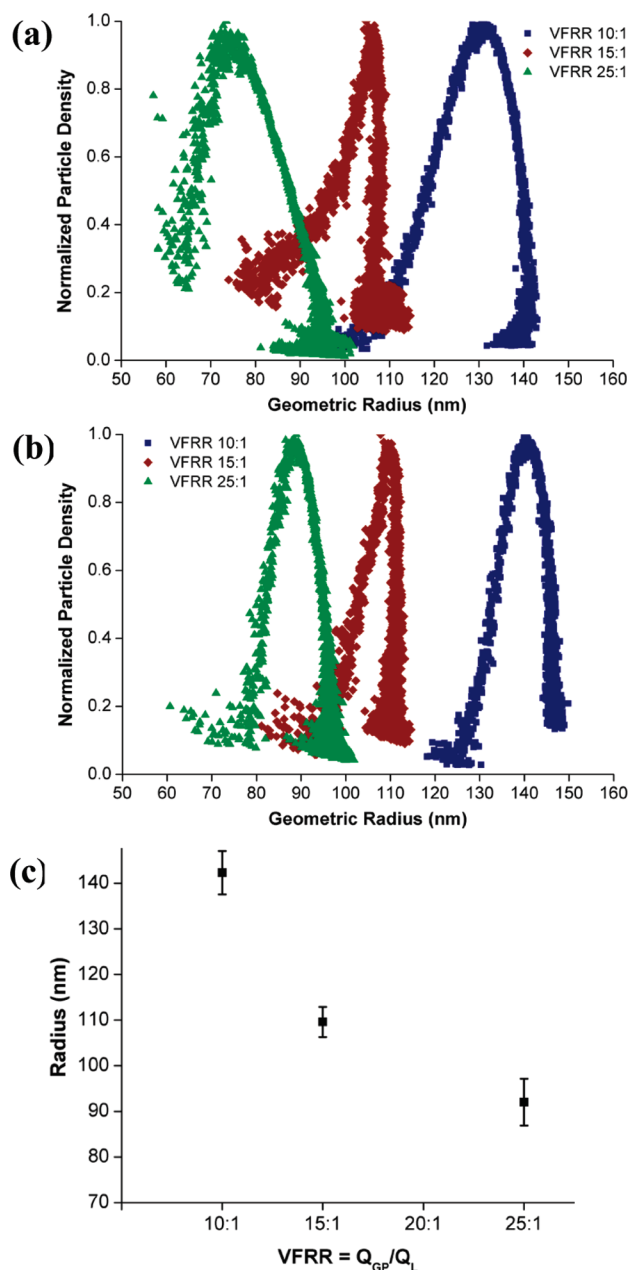 (a)
1.0
0.8
0.6
0.4
0.2
0.0
Normalized Particle Density
VFRR 10:1
VFRR 15:1
VFRR 25:1
50 60 70 80 90 100 110 120 130 140 150 160
Geometric Radius (nm)
(b)
1.0
0.8
0.6
0.4
0.2
0.0
Normalized Particle Density
VFRR 10:1
VFRR 15:1
VFRR 25:1
50 60 70 80 90 100 110 120 130 140 150 160
Geometric Radius (nm)
(c)
140
130
120
110
100
90
80
70
Radius (nm)
10:1 15:1 20:1 25:1
VFRR = Q_GP/Q_L